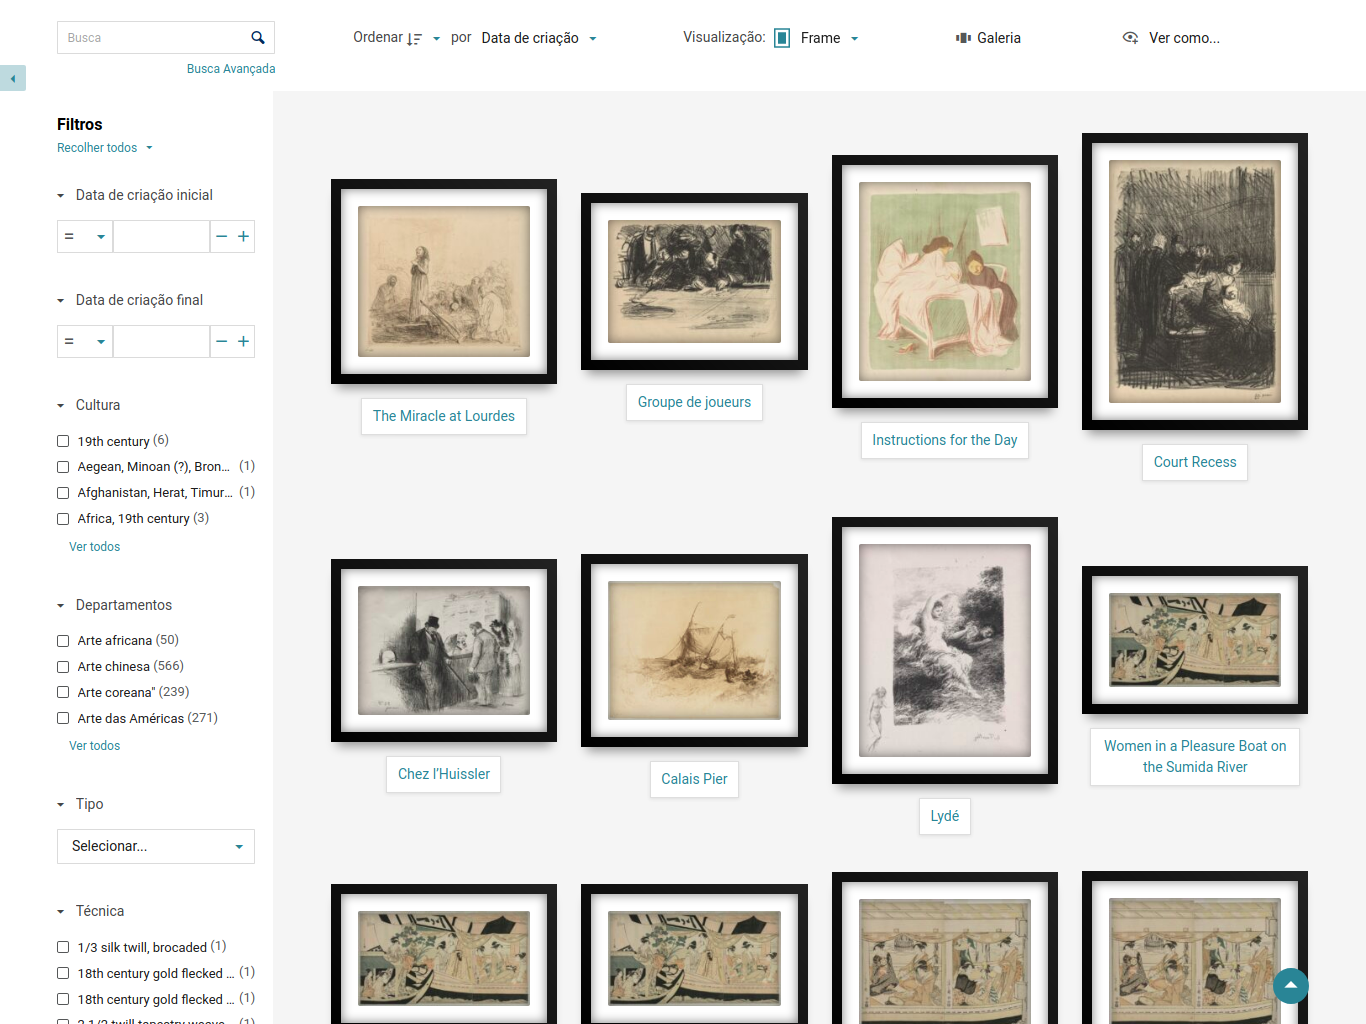 Busca
Busca Avançada
Ordenar por Data de criação
Visualização: Frame
Galeria
Ver como...
Filtros
Recolher todos
Data de criação inicial
=
Data de criação final
=
Cultura
19th century (6)
Aegean, Minoan (?), Bron... (1)
Afghanistan, Herat, Timur... (1)
Africa, 19th century (3)
Ver todos
Departamentos
Arte africana (50)
Arte chinesa (566)
Arte coreana" (239)
Arte das Américas (271)
Ver todos
Tipo
Selecionar...
Técnica
1/3 silk twill, brocaded (1)
18th century gold flecked ... (1)
18th century gold flecked ... (1)
The Miracle at Lourdes
Groupe de joueurs
Instructions for the Day
Court Recess
Chez l'Huissler
Calais Pier
Lydé
Women in a Pleasure Boat on
the Sumida River